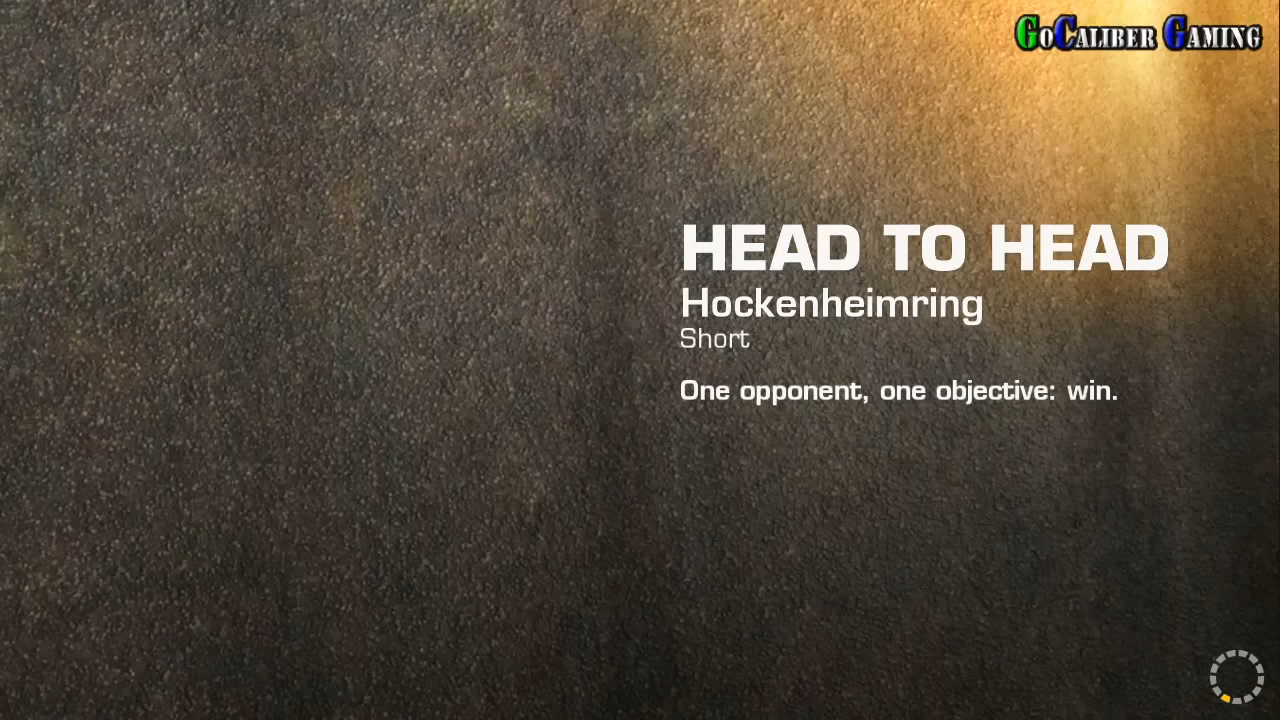 GoCaliber Gaming
HEAD TO HEAD
Hockenheimring
Short
One opponent, one objective: win.